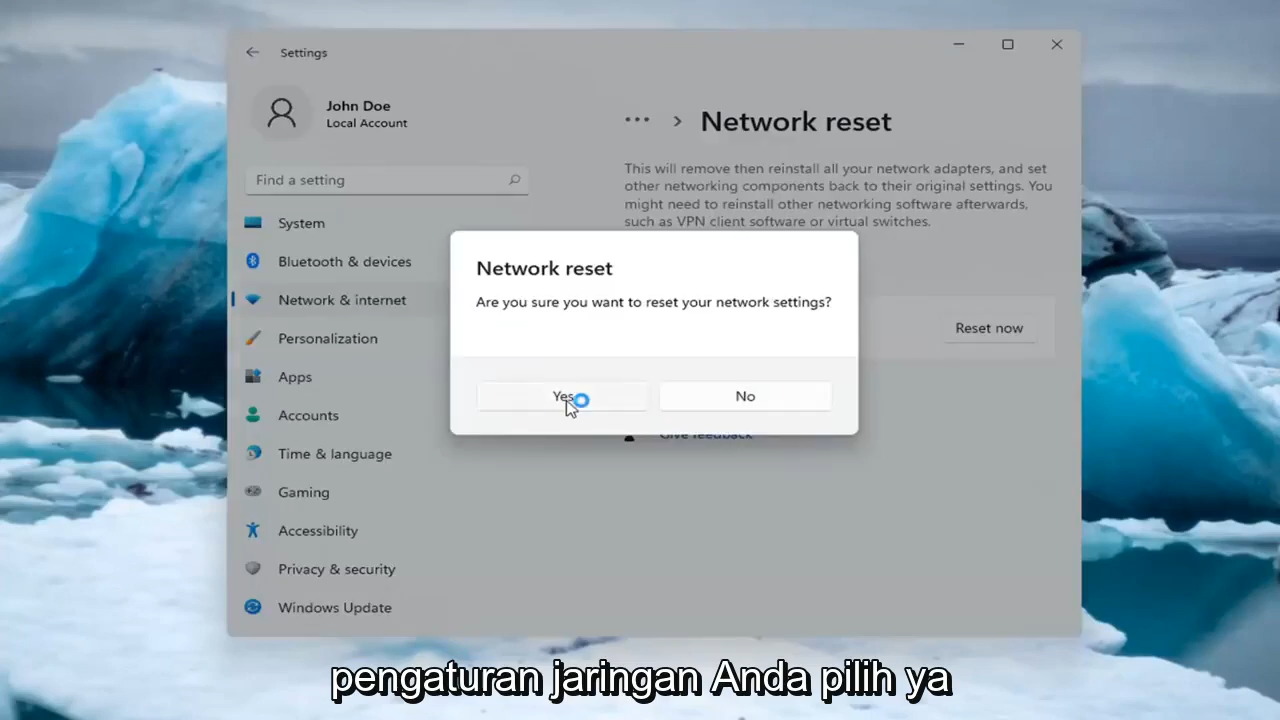 Settings
John Doe
Local Account
Find a setting
System
Bluetooth & devices
Network & internet
Personalization
Apps
Accounts
Time & language
Gaming
Accessibility
Privacy & security
Windows Update
••• > Network reset
This will remove then reinstall all your network adapters, and set
other networking components back to their original settings. You
might need to reinstall other networking software afterwards,
such as VPN client software or virtual switches.
Reset now
Give feedback
Network reset
Are you sure you want to reset your network settings?
Yes
No
pengaturan jaringan Anda pilih ya